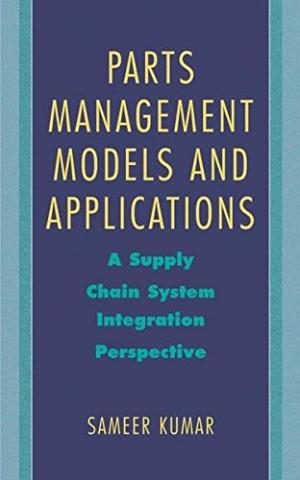 PARTS
MANAGEMENT
MODELS AND
APPLICATIONS
A Supply
Chain System
Integration
Perspective
SAMEER KUMAR